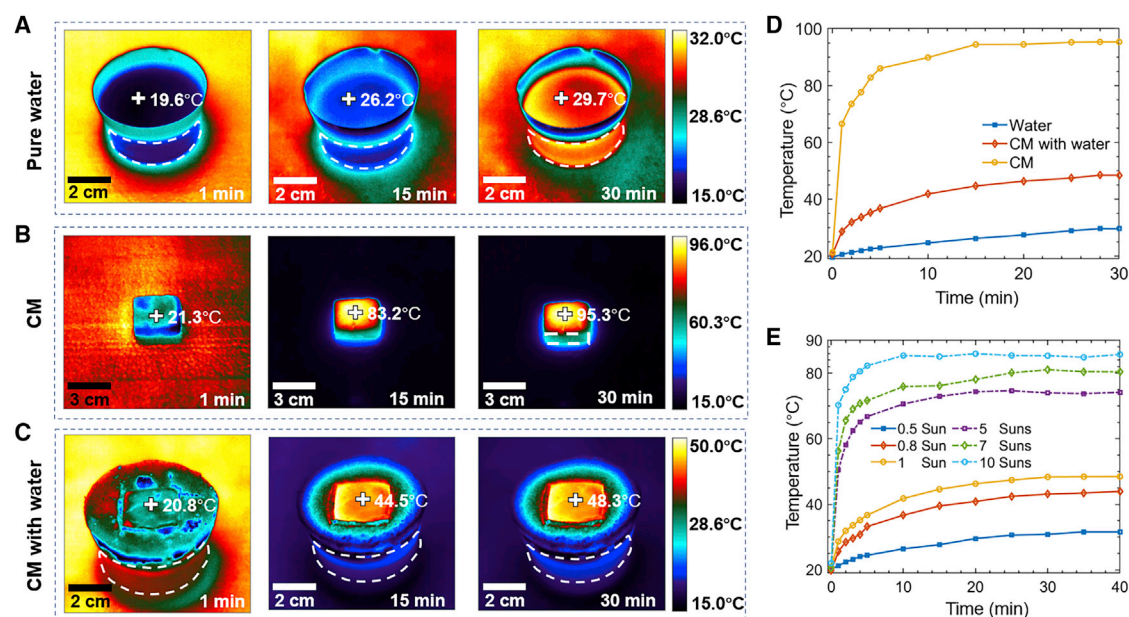 A
Pure water
19.6°C
2 cm
1 min
26.2°C
2 cm
15 min
29.7°C
2 cm
30 min
32.0°C
28.6°C
15.0°C
B
CM
21.3°C
3 cm
1 min
83.2°C
3 cm
15 min
95.3°C
3 cm
30 min
96.0°C
60.3°C
15.0°C
C
CM with water
20.8°C
2 cm
1 min
44.5°C
2 cm
15 min
48.3°C
2 cm
30 min
50.0°C
28.6°C
15.0°C
D
Temperature (°C)
100
80
60
40
20
Water
CM with water
CM
0 10 20 30
Time (min)
E
Temperature (°C)
90
80
60
40
20
0.5 Sun 5 Suns
0.8 Sun 7 Suns
1 Sun 10 Suns
0 10 20 30 40
Time (min)